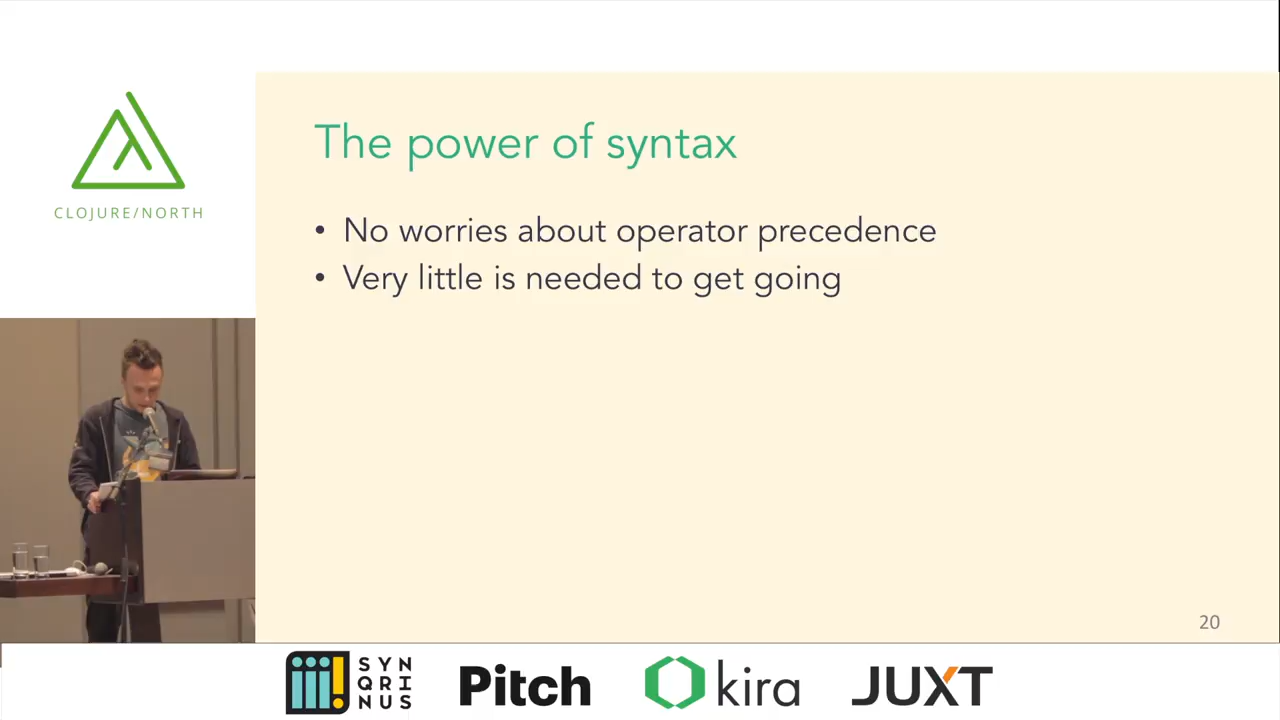 CLOJURE/NORTH
The power of syntax
• No worries about operator precedence
• Very little is needed to get going
20
SYN
QRI
NUS
Pitch
kira
JUXT